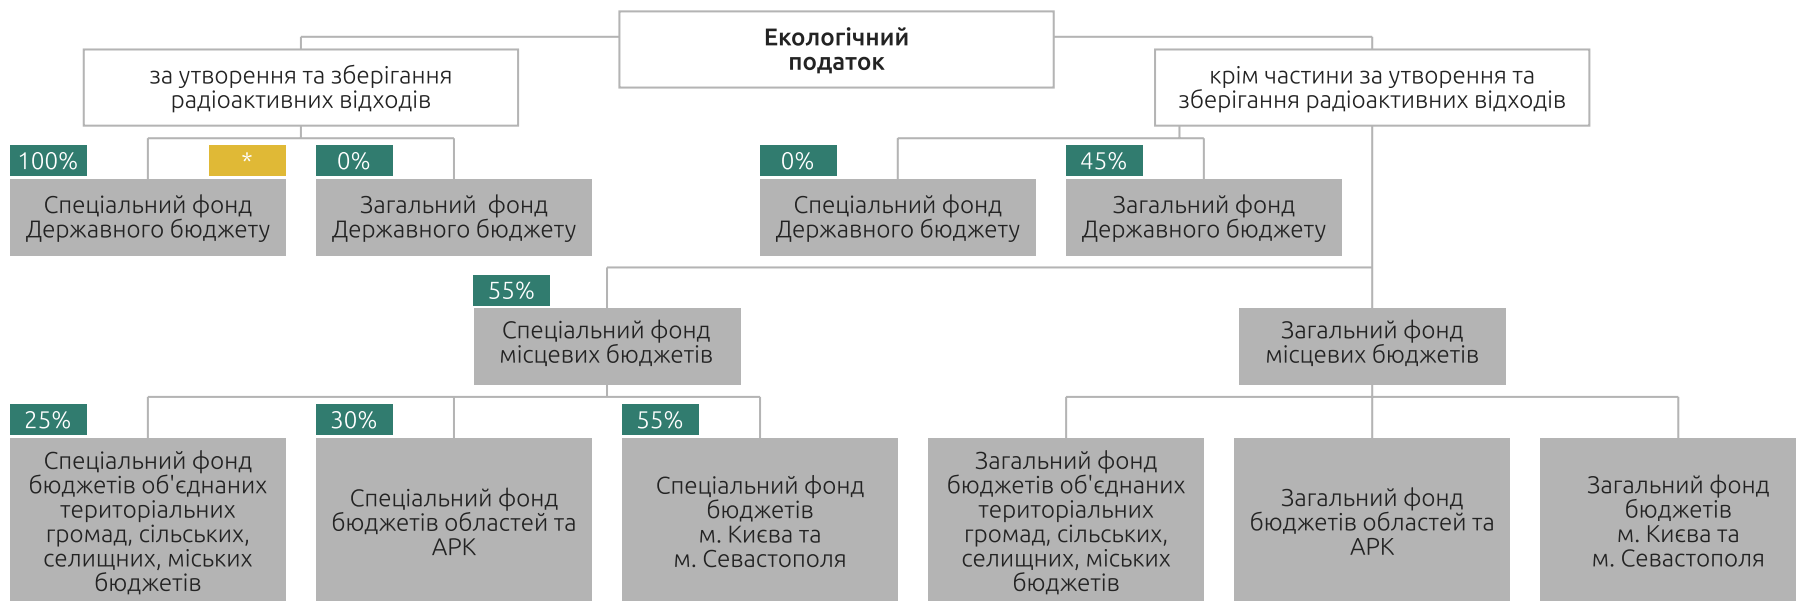 Екологічний
податок
за утворення та зберігання
радіоактивних відходів
крім частини за утворення та
зберігання радіоактивних відходів
100%
*
0%
0%
45%
Спеціальний фонд
Державного бюджету
Загальний фонд
Державного бюджету
Спеціальний фонд
Державного бюджету
Загальний фонд
Державного бюджету
55%
Спеціальний фонд
місцевих бюджетів
Загальний фонд
місцевих бюджетів
25%
30%
55%
Спеціальний фонд
бюджетів об'єднаних
територіальних
громад, сільських,
селищних, міських
бюджетів
Спеціальний фонд
бюджетів областей та
АРК
Спеціальний фонд
бюджетів
м. Києва та
м. Севастополя
Загальний фонд
бюджетів об'єднаних
територіальних
громад, сільських,
селищних, міських
бюджетів
Загальний фонд
бюджетів областей та
АРК
Загальний фонд
бюджетів
м. Києва та
м. Севастополя